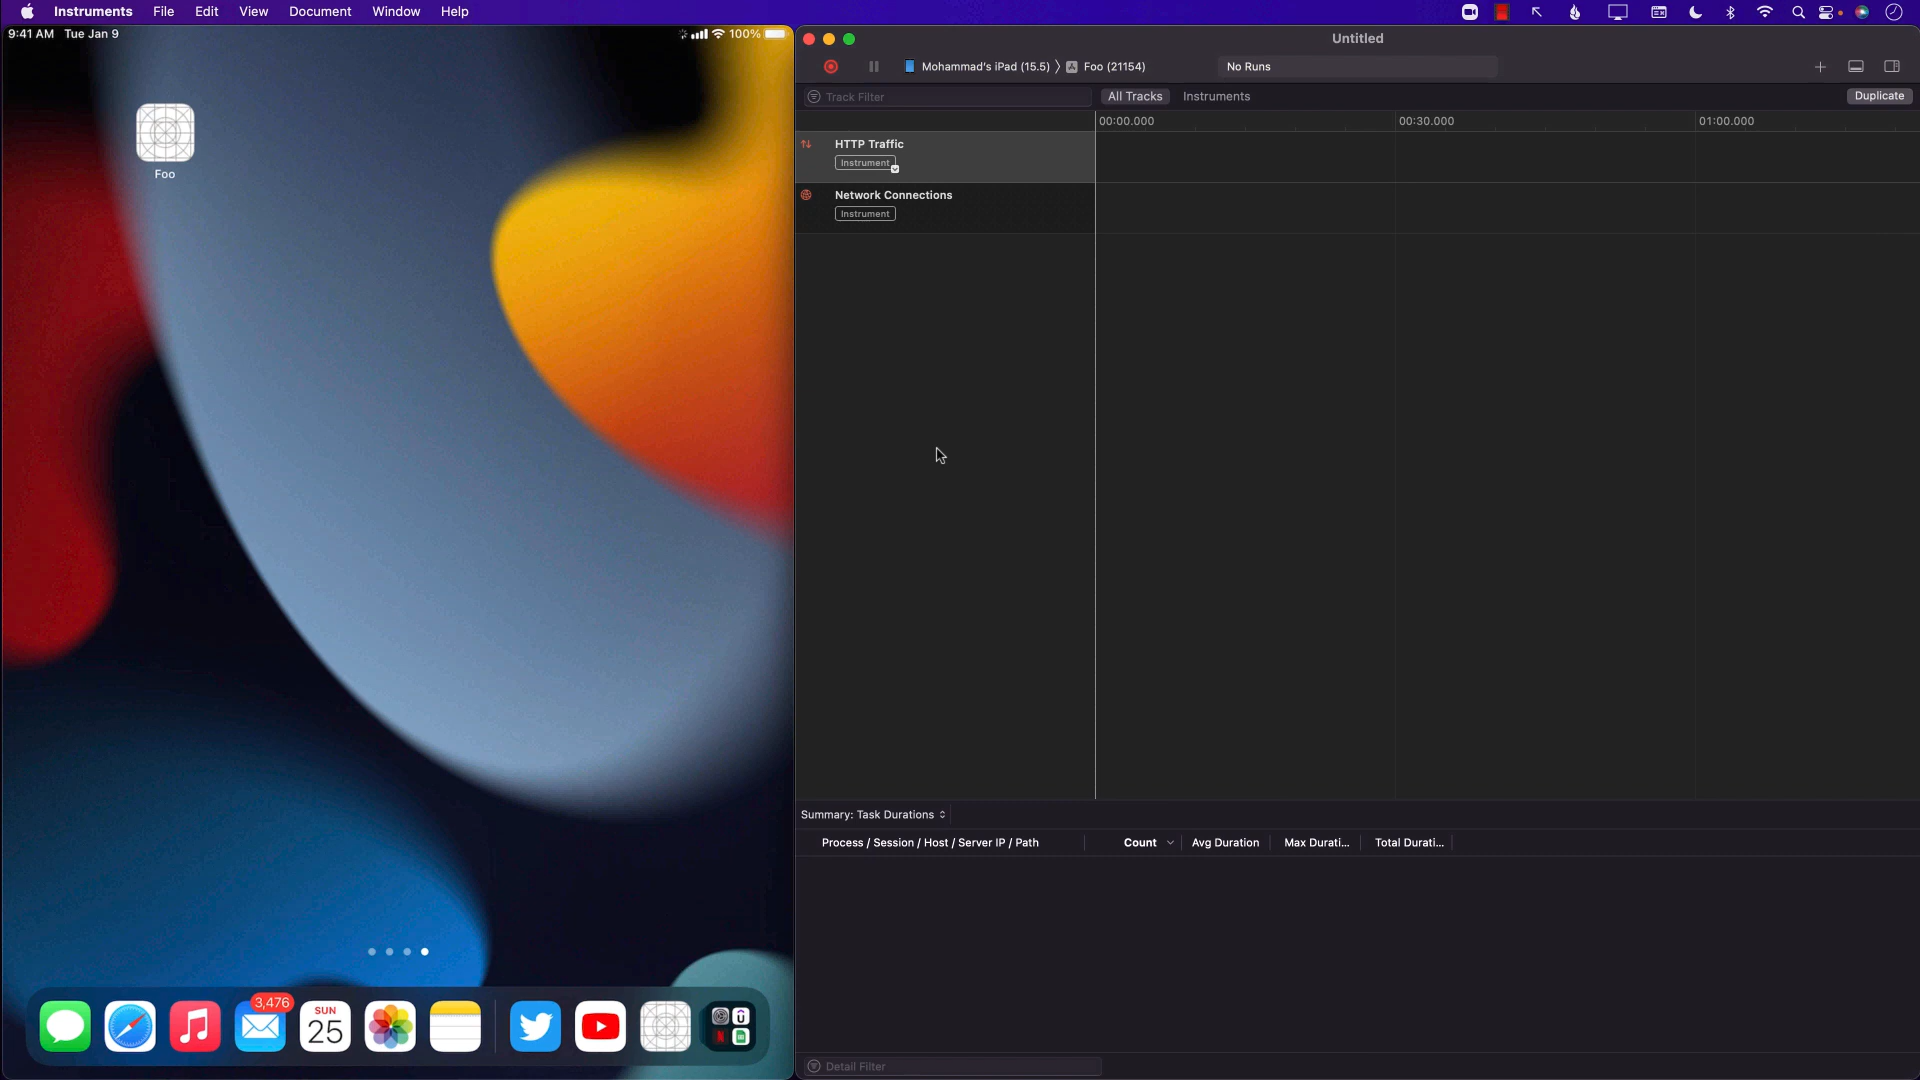 Instruments File Edit View Document Window Help
9:41 AM Tue Jan 9
100%
Foo
3,476
SUN
25
Untitled
Mohammad's iPad (15.5) 〉 Foo (21154)
No Runs
Track Filter
All Tracks Instruments
Duplicate
00:00.000 00:30.000 01:00.000
HTTP Traffic
Instrument
Network Connections
Instrument
Summary: Task Durations
Process / Session / Host / Server IP / Path Count Avg Duration Max Durati... Total Durati...
Detail Filter